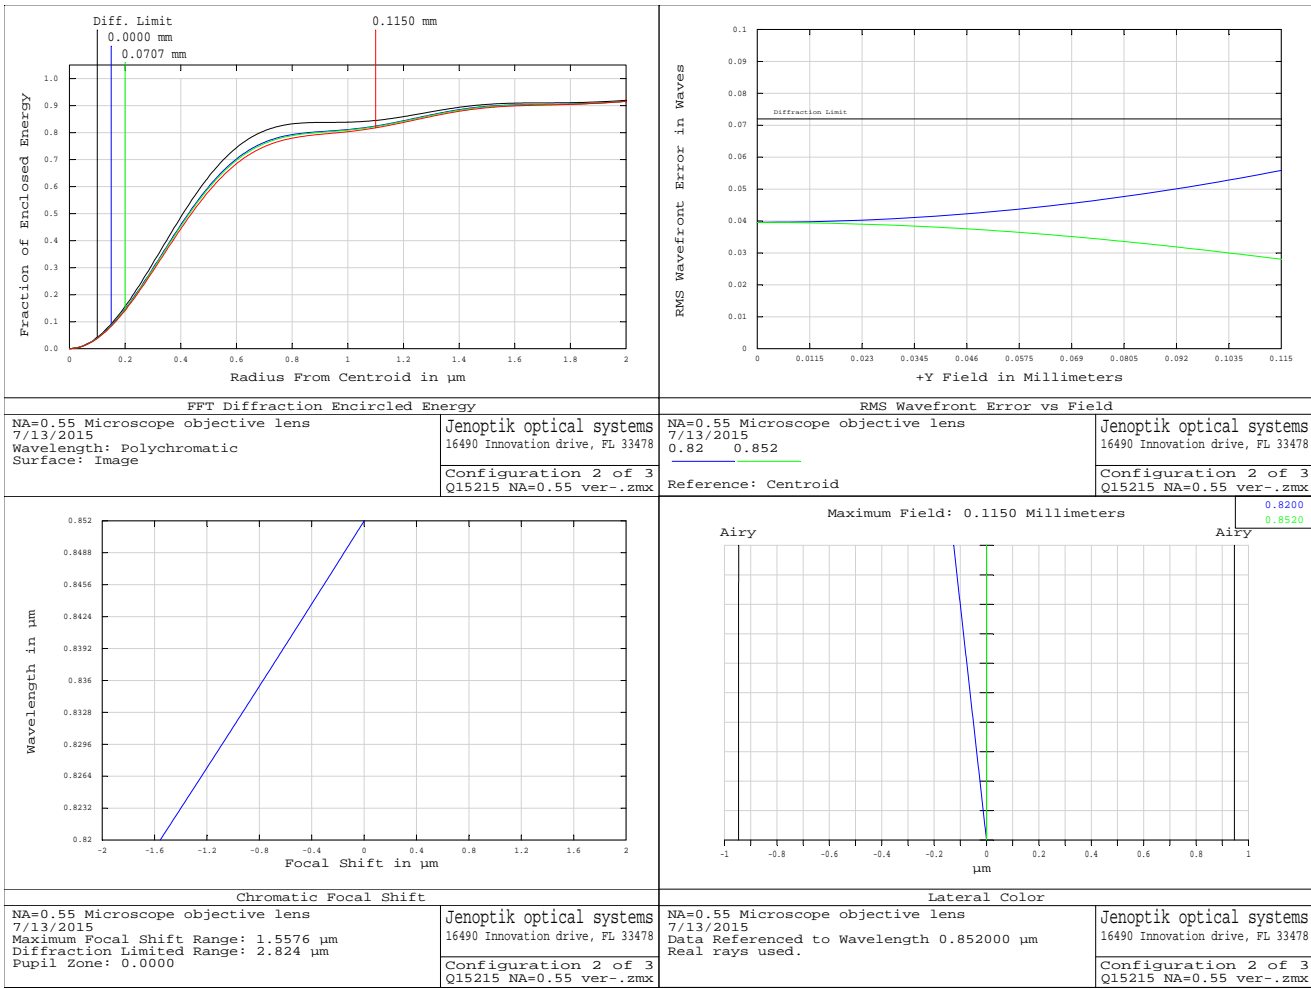 Diff. Limit
0.0000 mm
0.0707 mm
0.1150 mm
Fraction of Enclosed Energy
1.0
0.9
0.8
0.7
0.6
0.5
0.4
0.3
0.2
0.1
0.0
0 0.2 0.4 0.6 0.8 1 1.2 1.4 1.6 1.8 2
Radius From Centroid in µm
FFT Diffraction Encircled Energy
NA=0.55 Microscope objective lens
7/13/2015
Wavelength: Polychromatic
Surface: Image
Jenoptik optical systems
16490 Innovation drive, FL 33478
Configuration 2 of 3
Q15215 NA=0.55 ver-.zmx
RMS Wavefront Error in Waves
0.1
0.09
0.08
Diffraction Limit
0.07
0.06
0.05
0.04
0.03
0.02
0.01
0
0 0.0115 0.023 0.0345 0.046 0.0575 0.069 0.0805 0.092 0.1035 0.115
+Y Field in Millimeters
RMS Wavefront Error vs Field
NA=0.55 Microscope objective lens
7/13/2015
0.82 0.852
Reference: Centroid
Jenoptik optical systems
16490 Innovation drive, FL 33478
Configuration 2 of 3
Q15215 NA=0.55 ver-.zmx
Wavelength in µm
0.852
0.8488
0.8456
0.8424
0.8392
0.836
0.8328
0.8296
0.8264
0.8232
0.82
-2 -1.6 -1.2 -0.8 -0.4 0 0.4 0.8 1.2 1.6 2
Focal Shift in µm
Chromatic Focal Shift
NA=0.55 Microscope objective lens
7/13/2015
Maximum Focal Shift Range: 1.5576 µm
Diffraction Limited Range: 2.824 µm
Pupil Zone: 0.0000
Jenoptik optical systems
16490 Innovation drive, FL 33478
Configuration 2 of 3
Q15215 NA=0.55 ver-.zmx
0.8200
0.8520
Maximum Field: 0.1150 Millimeters
Airy Airy
-1 -0.8 -0.6 -0.4 -0.2 0 0.2 0.4 0.6 0.8 1
µm
Lateral Color
NA=0.55 Microscope objective lens
7/13/2015
Data Referenced to Wavelength 0.852000 µm
Real rays used.
Jenoptik optical systems
16490 Innovation drive, FL 33478
Configuration 2 of 3
Q15215 NA=0.55 ver-.zmx